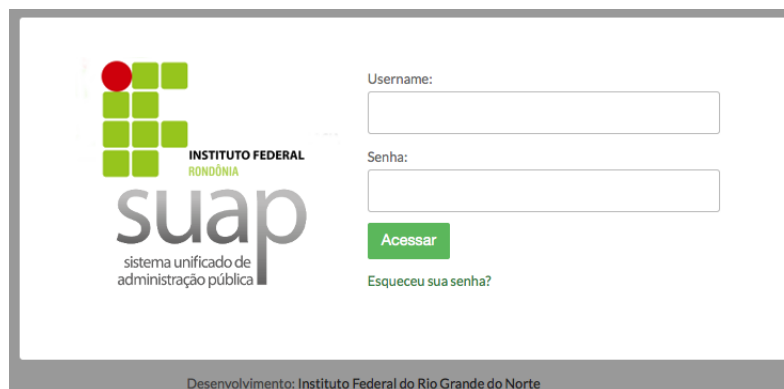 INSTITUTO FEDERAL
RONDÔNIA
suap
sistema unificado de
administração pública
Username:
Senha:
Acessar
Esqueceu sua senha?
Desenvolvimento: Instituto Federal do Rio Grande do Norte